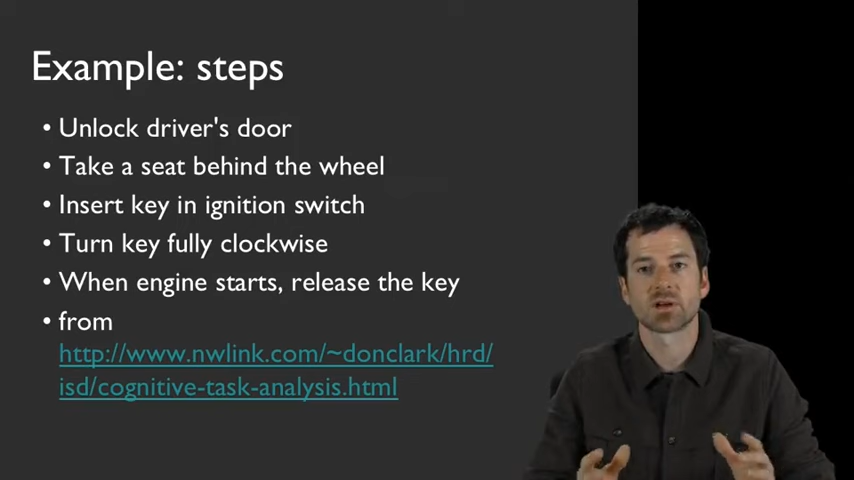 Example: steps
• Unlock driver's door
• Take a seat behind the wheel
• Insert key in ignition switch
• Turn key fully clockwise
• When engine starts, release the key
• from
http://www.nwlink.com/~donclark/hrd/
isd/cognitive-task-analysis.html